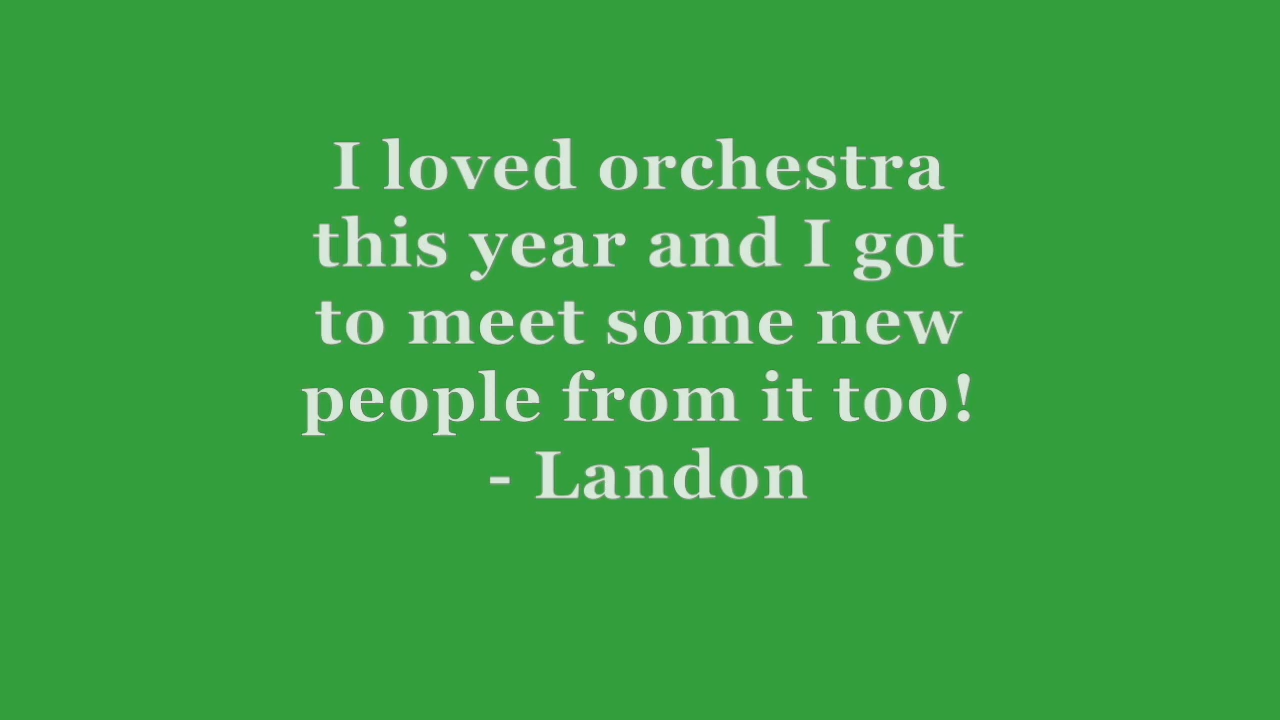 I loved orchestra
this year and I got
to meet some new
people from it too!
- Landon